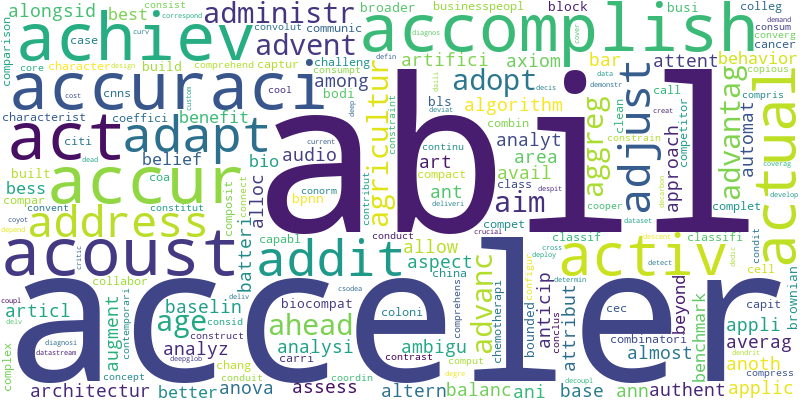 alongsid best consist correspond administr broader businesspeopl block busi colleg
comparison convolut communic advent diagnos cover demand consum
achiev accomplish converg
case curv artifici axiom bar attent behavior cancer
core character design build comprehend captur challeng among consumpt bodi adopt defin data copious
accuraci cnns cost cool deep abil algorithm decis demonstr call compris
characterist coeffici benefit custom agricultur constraint bls deviat clean constrain competitor automat
act adapt current continu combin analyt aggreg adjust approach advantag actual
citi dead belief bio audio avail area creat decarbon coverag
built bess coa alloc conorm bpnn contribut art compact class despit complet develop
compar convent constitut composit connect ant deliveri aim cooper dataset condit
accur address batteri conduct compet crucial classif classifi
depend coyot critic capabl allow advanc cross deploy activ descent dedic
acoust addit aspect china configur detect cell
coupl collabor csodea comprehens chemotherapi anticip determin beyond capit brownian
articl deliv baselin biocompat coloni bounded conclus cec benchmark appli
delv augment contemporari age consid ahead acceler attribut combinatori
diagnosi construct contrast almost averag
complex datastream analyz carri analysi ambigu comput dendrit
concept chang deepglob degre decoupl anoth compress
architectur better conduit anova assess coordin altern balanc ani base ann authent applic